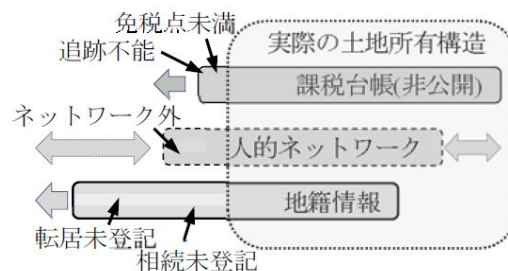 免税点未満
追跡不能
実際の土地所有構造
課税台帳(非公開)
ネットワーク外
人的ネットワーク
地籍情報
転居未登記
相続未登記